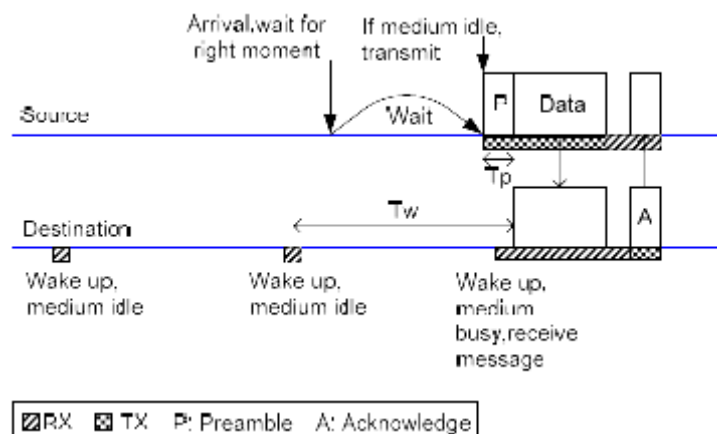 Arrival,wait for
right moment
If medium idle,
transmit
P
Data
Source
Wait
Tp
Tw
Destination
A
Wake up,
medium idle
Wake up,
medium idle
Wake up,
medium
busy,receive
message
RX TX P: Preamble A: Acknowledge